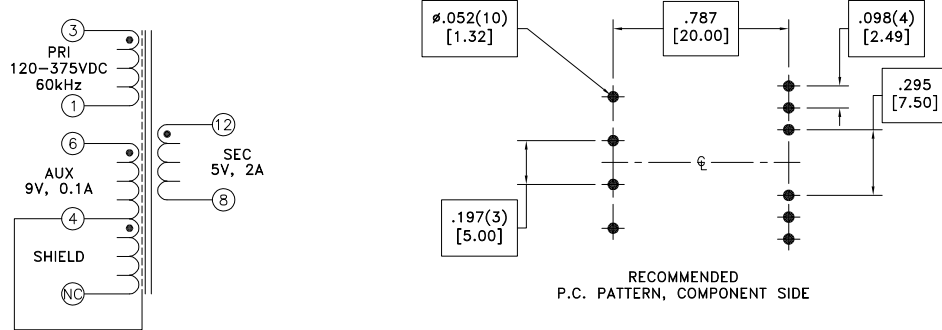 3
PRI
120-375VDC
60kHz
1
6
AUX
9V, 0.1A
4
SHIELD
NC
12
SEC
5V, 2A
8
ø.052(10)
[1.32]
.787
[20.00]
.098(4)
[2.49]
.295
[7.50]
℄
.197(3)
[5.00]
RECOMMENDED
P.C. PATTERN, COMPONENT SIDE